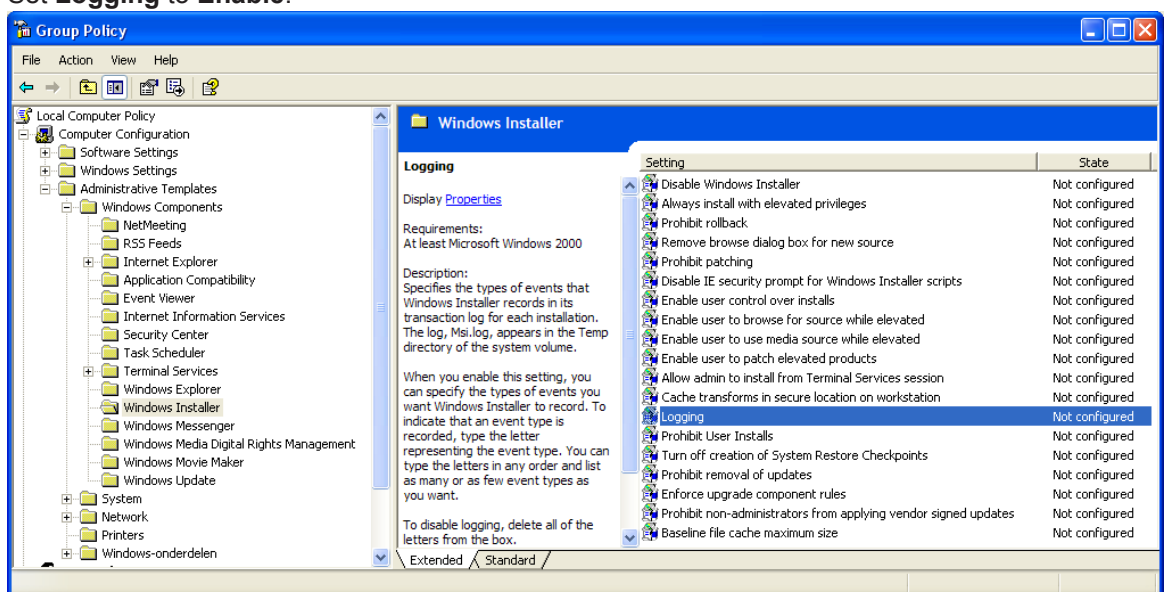 Set Logging to Enable.
Group Policy
File Action View Help
Local Computer Policy
Computer Configuration
Software Settings
Windows Settings
Administrative Templates
Windows Components
NetMeeting
RSS Feeds
Internet Explorer
Application Compatibility
Event Viewer
Internet Information Services
Security Center
Task Scheduler
Terminal Services
Windows Explorer
Windows Installer
Windows Messenger
Windows Media Digital Rights Management
Windows Movie Maker
Windows Update
System
Network
Printers
Windows-onderdelen
Windows Installer
Logging
Display Properties
Requirements:
At least Microsoft Windows 2000
Description:
Specifies the types of events that
Windows Installer records in its
transaction log for each installation.
The log, Msi.log, appears in the Temp
directory of the system volume.
When you enable this setting, you
can specify the types of events you
want Windows Installer to record. To
indicate that an event type is
recorded, type the letter
representing the event type. You can
type the letters in any order and list
as many or as few event types as
you want.
To disable logging, delete all of the
letters from the box.
Setting State
Disable Windows Installer Not configured
Always install with elevated privileges Not configured
Prohibit rollback Not configured
Remove browse dialog box for new source Not configured
Prohibit patching Not configured
Disable IE security prompt for Windows Installer scripts Not configured
Enable user control over installs Not configured
Enable user to browse for source while elevated Not configured
Enable user to use media source while elevated Not configured
Enable user to patch elevated products Not configured
Allow admin to install from Terminal Services session Not configured
Cache transforms in secure location on workstation Not configured
Logging Not configured
Prohibit User Installs Not configured
Turn off creation of System Restore Checkpoints Not configured
Prohibit removal of updates Not configured
Enforce upgrade component rules Not configured
Prohibit non-administrators from applying vendor signed updates Not configured
Baseline file cache maximum size Not configured
Extended Standard